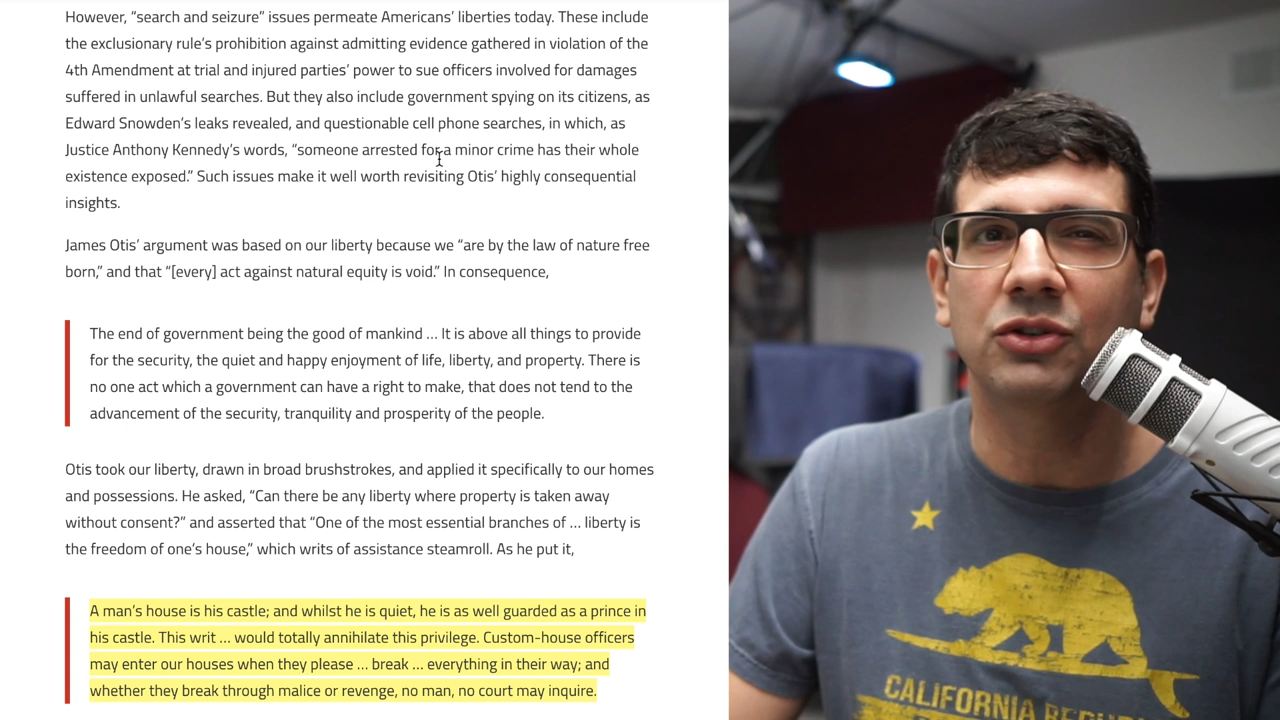 However, “search and seizure” issues permeate Americans’ liberties today. These include
the exclusionary rule’s prohibition against admitting evidence gathered in violation of the
4th Amendment at trial and injured parties’ power to sue officers involved for damages
suffered in unlawful searches. But they also include government spying on its citizens, as
Edward Snowden’s leaks revealed, and questionable cell phone searches, in which, as
Justice Anthony Kennedy’s words, “someone arrested for a minor crime has their whole
existence exposed.” Such issues make it well worth revisiting Otis’ highly consequential
insights.
James Otis’ argument was based on our liberty because we “are by the law of nature free
born,” and that “[every] act against natural equity is void.” In consequence,
The end of government being the good of mankind … It is above all things to provide
for the security, the quiet and happy enjoyment of life, liberty, and property. There is
no one act which a government can have a right to make, that does not tend to the
advancement of the security, tranquility and prosperity of the people.
Otis took our liberty, drawn in broad brushstrokes, and applied it specifically to our homes
and possessions. He asked, “Can there be any liberty where property is taken away
without consent?” and asserted that “One of the most essential branches of … liberty is
the freedom of one’s house,” which writs of assistance steamroll. As he put it,
A man’s house is his castle; and whilst he is quiet, he is as well guarded as a prince in
his castle. This writ … would totally annihilate this privilege. Custom-house officers
may enter our houses when they please … break … everything in their way; and
whether they break through malice or revenge, no man, no court may inquire.
CALIFORNIA